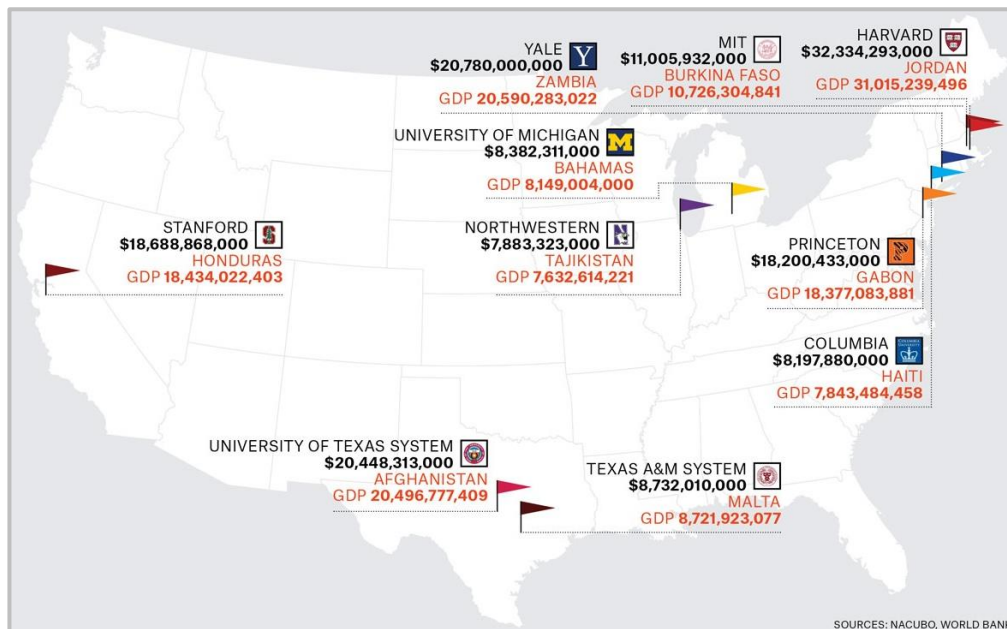 YALE
$20,780,000,000
ZAMBIA
GDP 20,590,283,022
MIT
$11,005,932,000
BURKINA FASO
GDP 10,726,304,841
HARVARD
$32,334,293,000
JORDAN
GDP 31,015,239,496
UNIVERSITY OF MICHIGAN
$8,382,311,000
BAHAMAS
GDP 8,149,004,000
STANFORD
$18,688,868,000
HONDURAS
GDP 18,434,022,403
NORTHWESTERN
$7,883,323,000
TAJIKISTAN
GDP 7,632,614,221
PRINCETON
$18,200,433,000
GABON
GDP 18,377,083,881
COLUMBIA
$8,197,880,000
HAITI
GDP 7,843,484,458
UNIVERSITY OF TEXAS SYSTEM
$20,448,313,000
AFGHANISTAN
GDP 20,496,777,409
TEXAS A&M SYSTEM
$8,732,010,000
MALTA
GDP 8,721,923,077
SOURCES: NACUBO, WORLD BANK